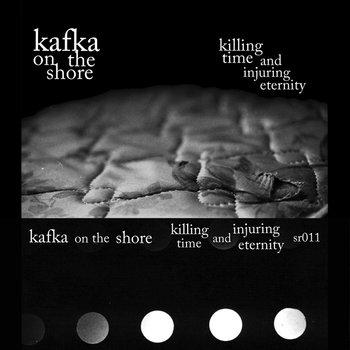 kafka
on the
shore
killing
time and
injuring
eternity
kafka on the shore killing time and injuring eternity sr011